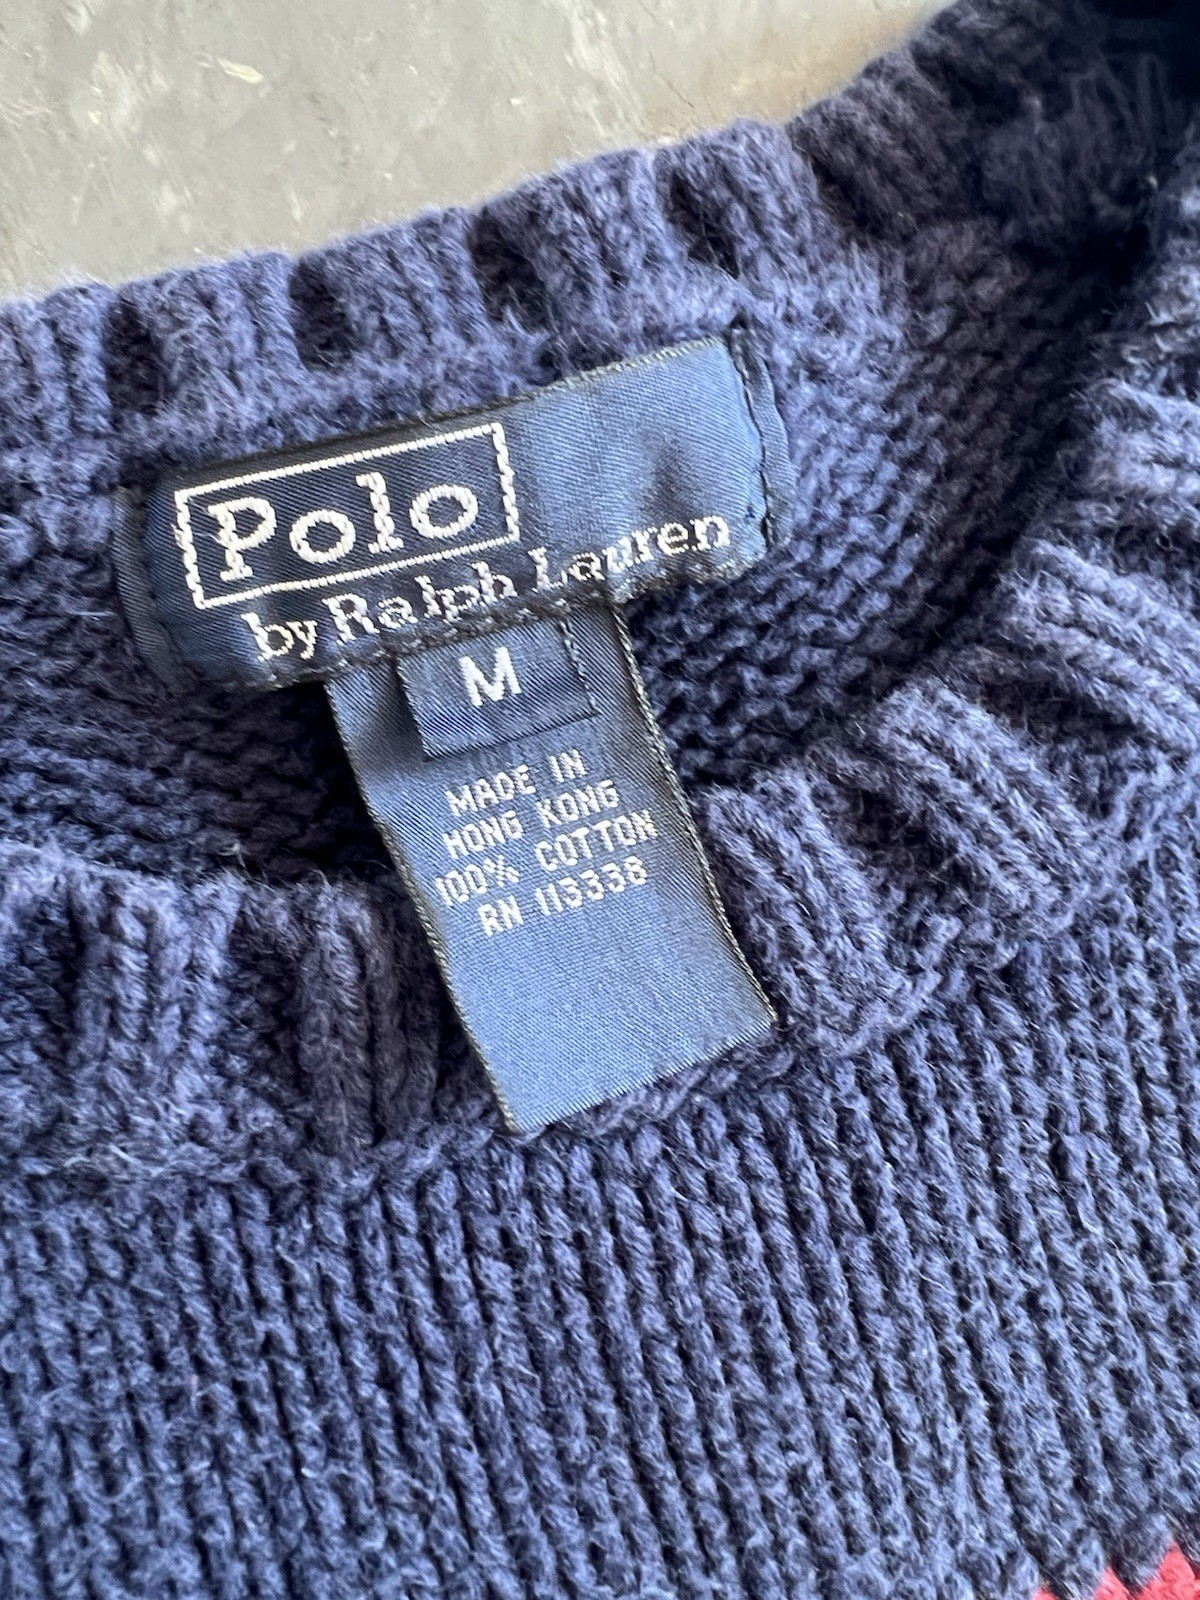 Polo
by Ralph Lauren
M
MADE IN
HONG KONG
100% COTTON
RN 113338